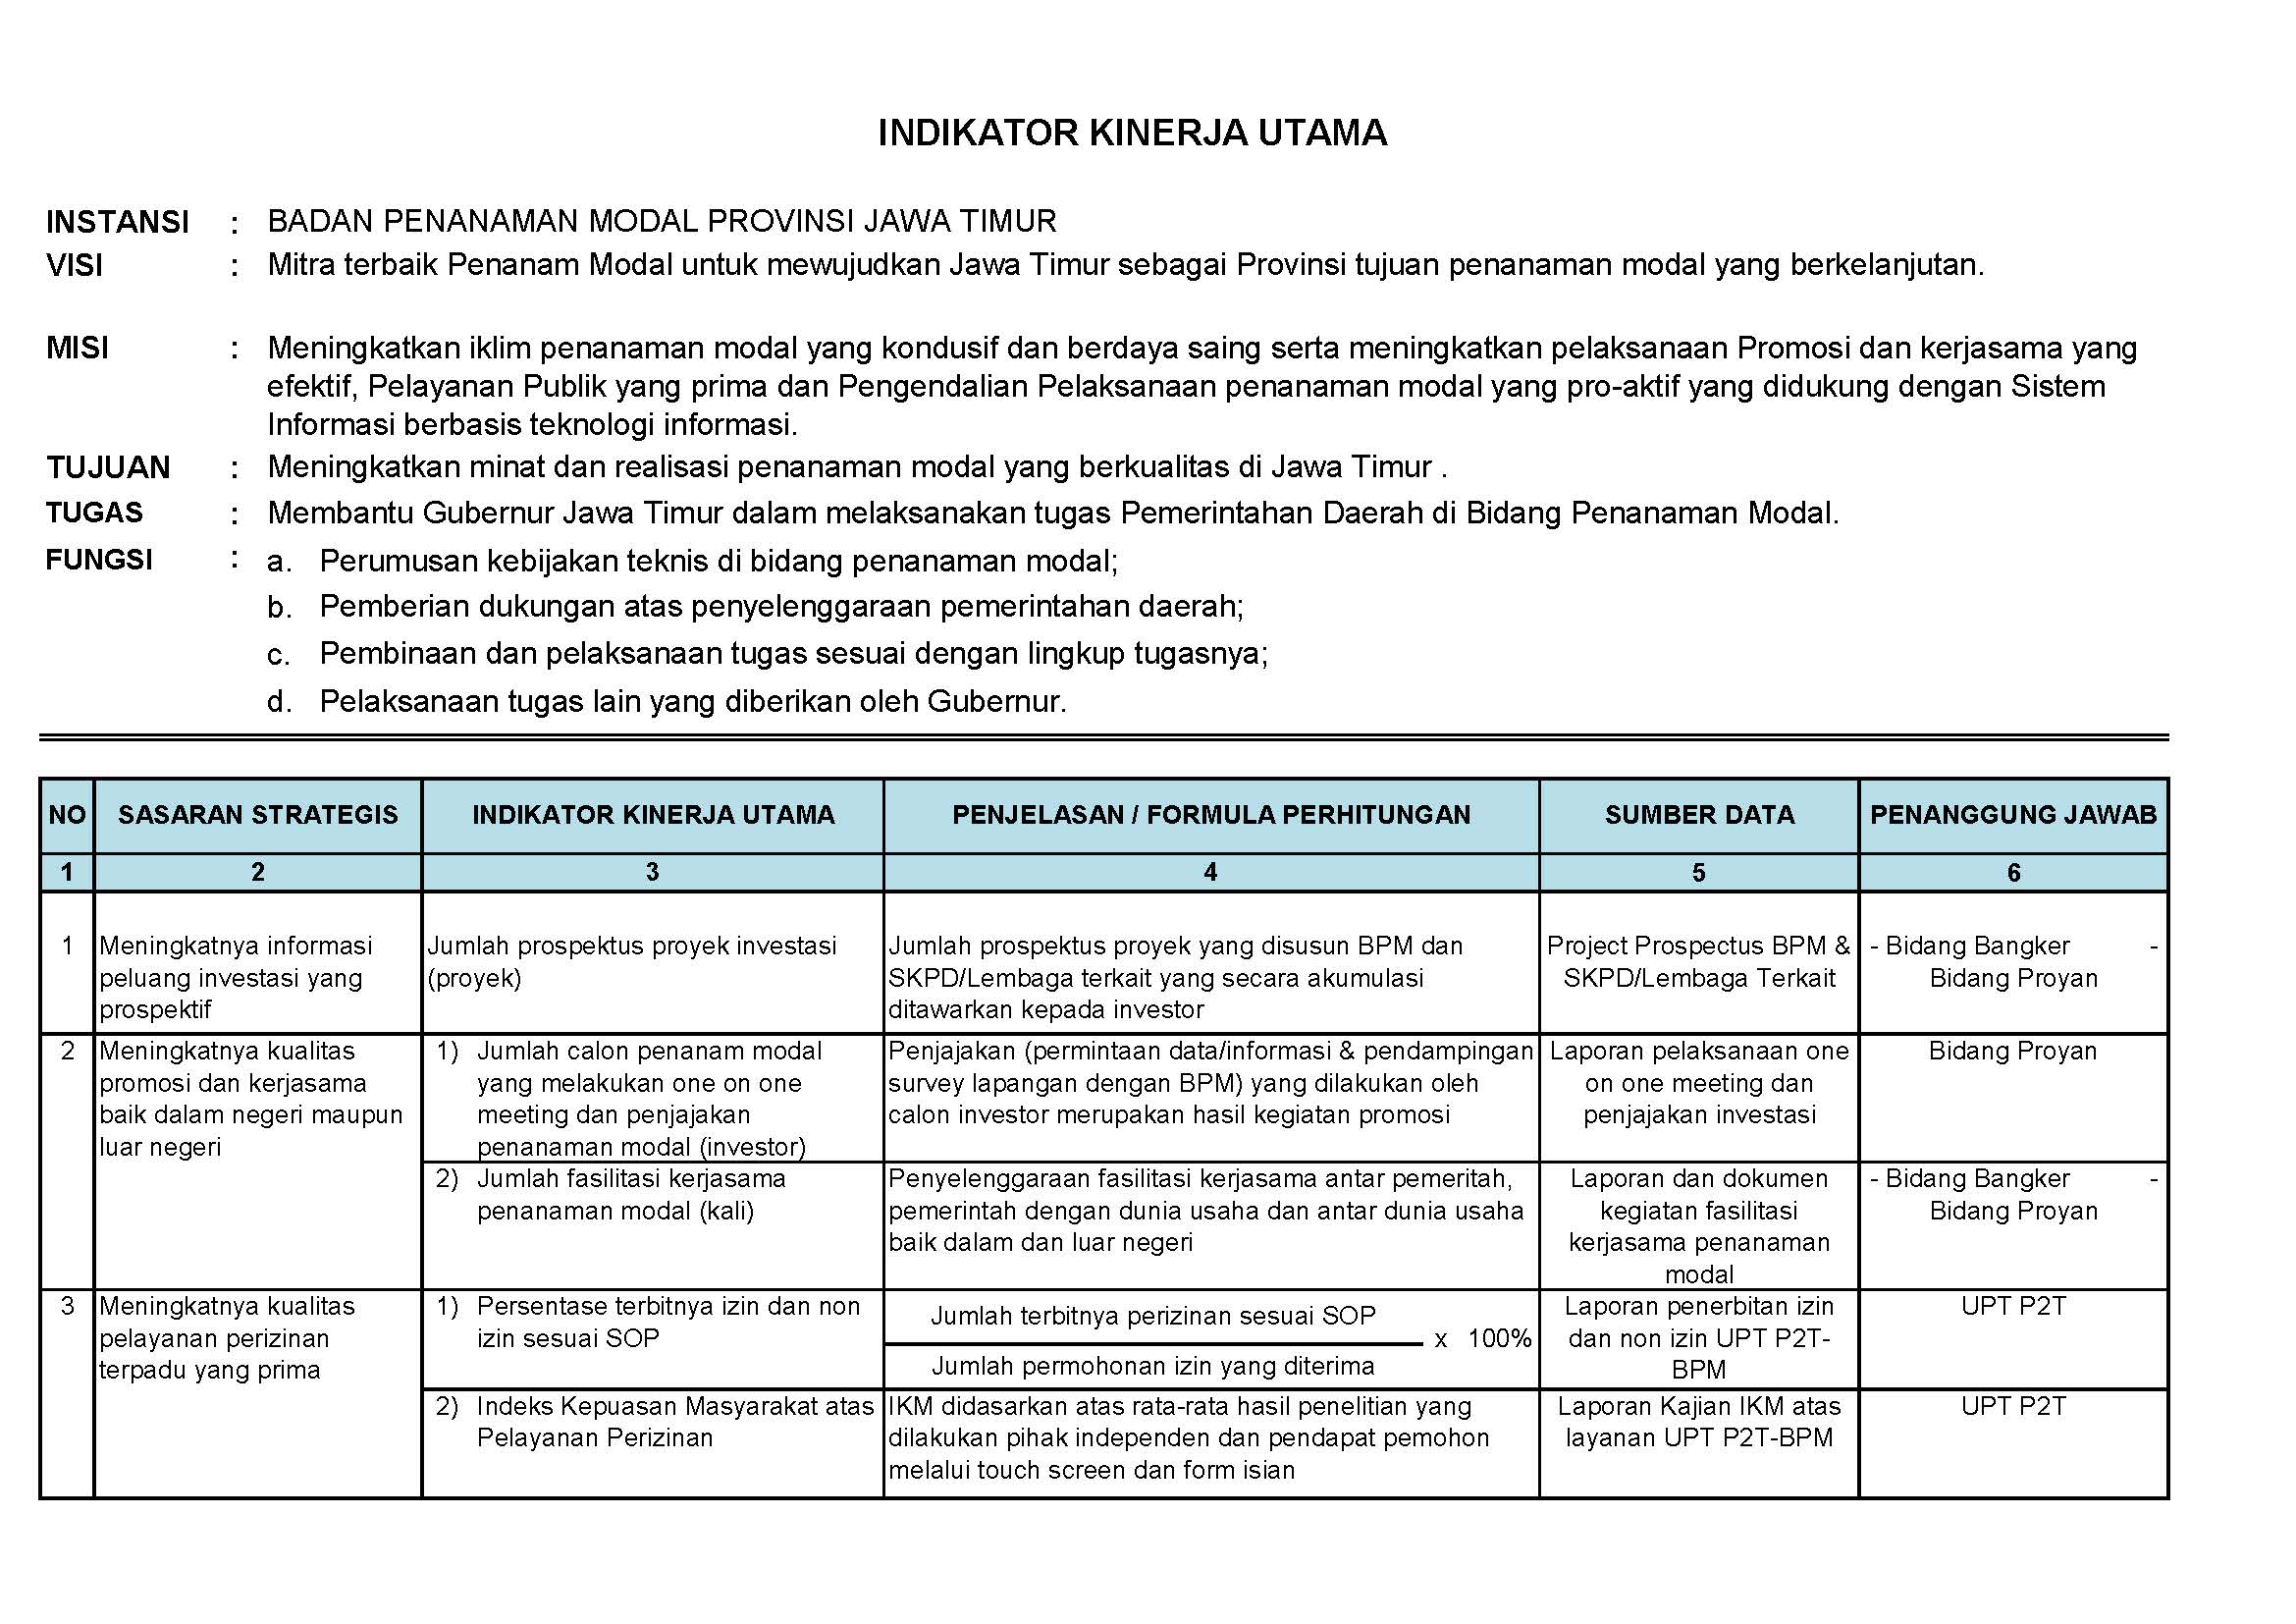 INDIKATOR KINERJA UTAMA
INSTANSI : BADAN PENANAMAN MODAL PROVINSI JAWA TIMUR
VISI : Mitra terbaik Penanam Modal untuk mewujudkan Jawa Timur sebagai Provinsi tujuan penanaman modal yang berkelanjutan.
MISI : Meningkatkan iklim penanaman modal yang kondusif dan berdaya saing serta meningkatkan pelaksanaan Promosi dan kerjasama yang
efektif, Pelayanan Publik yang prima dan Pengendalian Pelaksanaan penanaman modal yang pro-aktif yang didukung dengan Sistem
Informasi berbasis teknologi informasi.
TUJUAN : Meningkatkan minat dan realisasi penanaman modal yang berkualitas di Jawa Timur .
TUGAS : Membantu Gubernur Jawa Timur dalam melaksanakan tugas Pemerintahan Daerah di Bidang Penanaman Modal.
FUNGSI : a. Perumusan kebijakan teknis di bidang penanaman modal;
b. Pemberian dukungan atas penyelenggaraan pemerintahan daerah;
c. Pembinaan dan pelaksanaan tugas sesuai dengan lingkup tugasnya;
d. Pelaksanaan tugas lain yang diberikan oleh Gubernur.
NO SASARAN STRATEGIS INDIKATOR KINERJA UTAMA PENJELASAN / FORMULA PERHITUNGAN SUMBER DATA PENANGGUNG JAWAB
1 2 3 4 5 6
1 Meningkatnya informasi Jumlah prospektus proyek investasi Jumlah prospektus proyek yang disusun BPM dan Project Prospectus BPM & - Bidang Bangker -
peluang investasi yang (proyek) SKPD/Lembaga terkait yang secara akumulasi SKPD/Lembaga Terkait Bidang Proyan
prospektif ditawarkan kepada investor
2 Meningkatnya kualitas 1) Jumlah calon penanam modal Penjajakan (permintaan data/informasi & pendampingan Laporan pelaksanaan one Bidang Proyan
promosi dan kerjasama yang melakukan one on one survey lapangan dengan BPM) yang dilakukan oleh on one meeting dan
baik dalam negeri maupun meeting dan penjajakan calon investor merupakan hasil kegiatan promosi penjajakan investasi
luar negeri penanaman modal (investor)
2) Jumlah fasilitasi kerjasama Penyelenggaraan fasilitasi kerjasama antar pemeritah, Laporan dan dokumen - Bidang Bangker -
penanaman modal (kali) pemerintah dengan dunia usaha dan antar dunia usaha kegiatan fasilitasi Bidang Proyan
baik dalam dan luar negeri kerjasama penanaman
modal
3 Meningkatnya kualitas 1) Persentase terbitnya izin dan non Jumlah terbitnya perizinan sesuai SOP Laporan penerbitan izin UPT P2T
pelayanan perizinan izin sesuai SOP x 100% dan non izin UPT P2T-
terpadu yang prima Jumlah permohonan izin yang diterima BPM
2) Indeks Kepuasan Masyarakat atas IKM didasarkan atas rata-rata hasil penelitian yang Laporan Kajian IKM atas UPT P2T
Pelayanan Perizinan dilakukan pihak independen dan pendapat pemohon layanan UPT P2T-BPM
melalui touch screen dan form isian